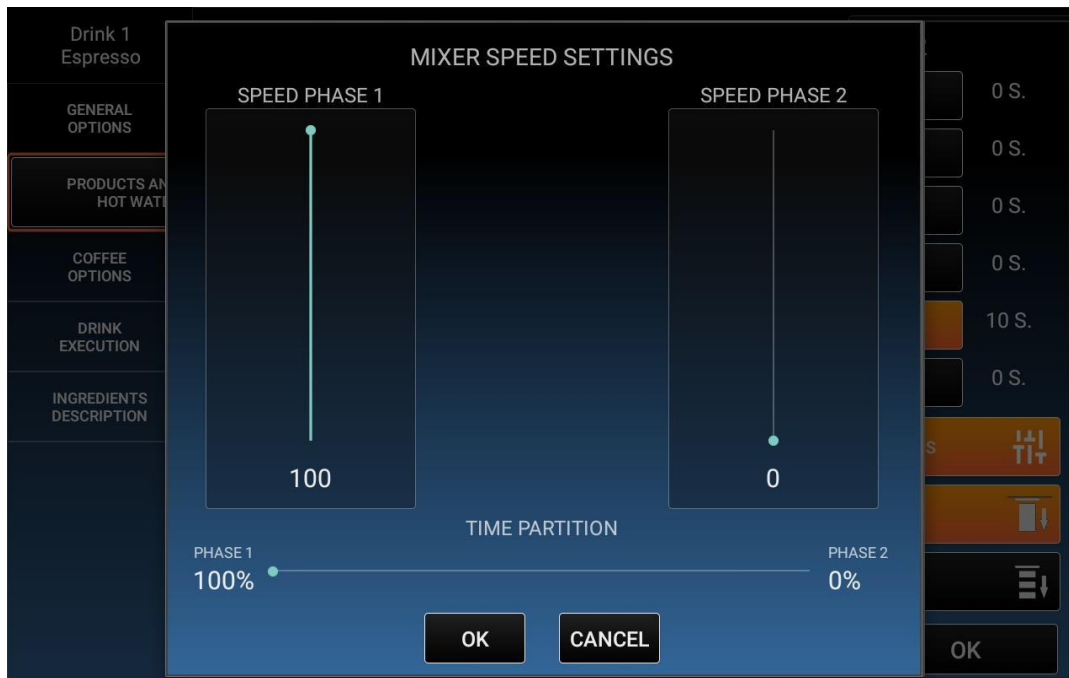 Drink 1
Espresso
GENERAL
OPTIONS
PRODUCTS AN
HOT WAT
COFFEE
OPTIONS
DRINK
EXECUTION
INGREDIENTS
DESCRIPTION
MIXER SPEED SETTINGS
SPEED PHASE 1
100
SPEED PHASE 2
0
TIME PARTITION
PHASE 1
100%
PHASE 2
0%
OK
CANCEL
0 S.
0 S.
0 S.
0 S.
10 S.
0 S.
S
OK